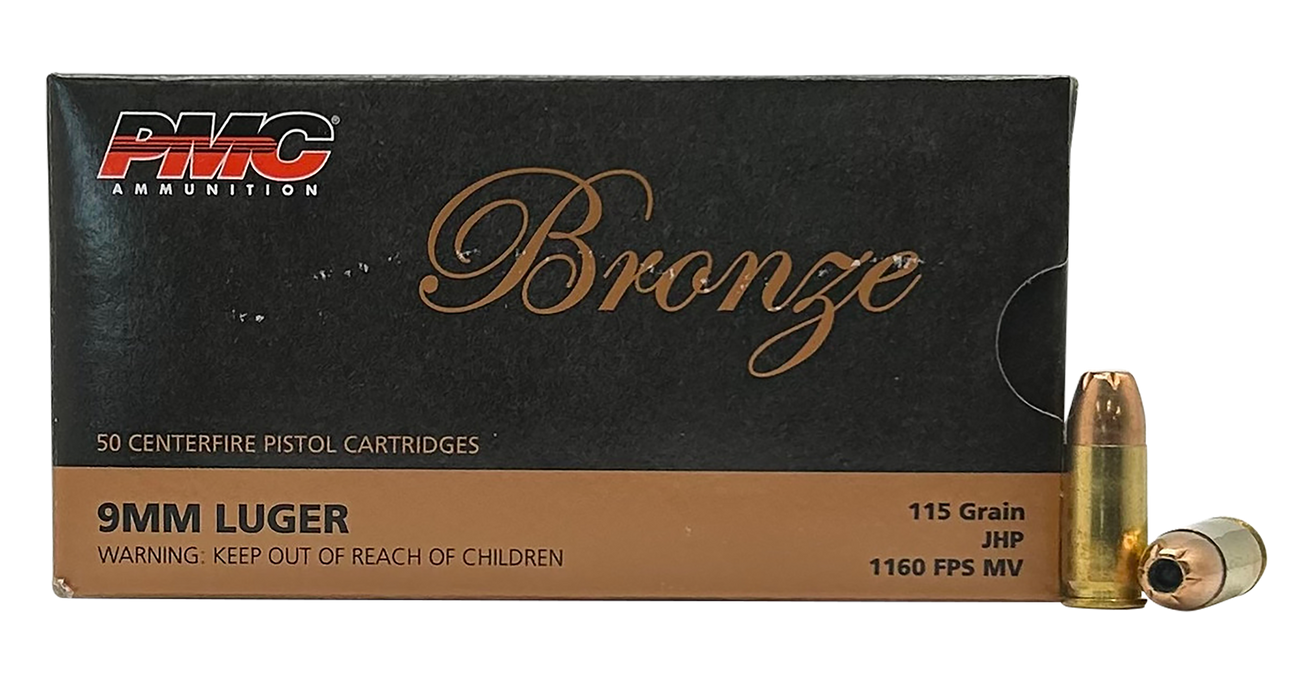 PMC®
AMMUNITION
Bronze
50 CENTERFIRE PISTOL CARTRIDGES
9MM LUGER
WARNING: KEEP OUT OF REACH OF CHILDREN
115 Grain
JHP
1160 FPS MV